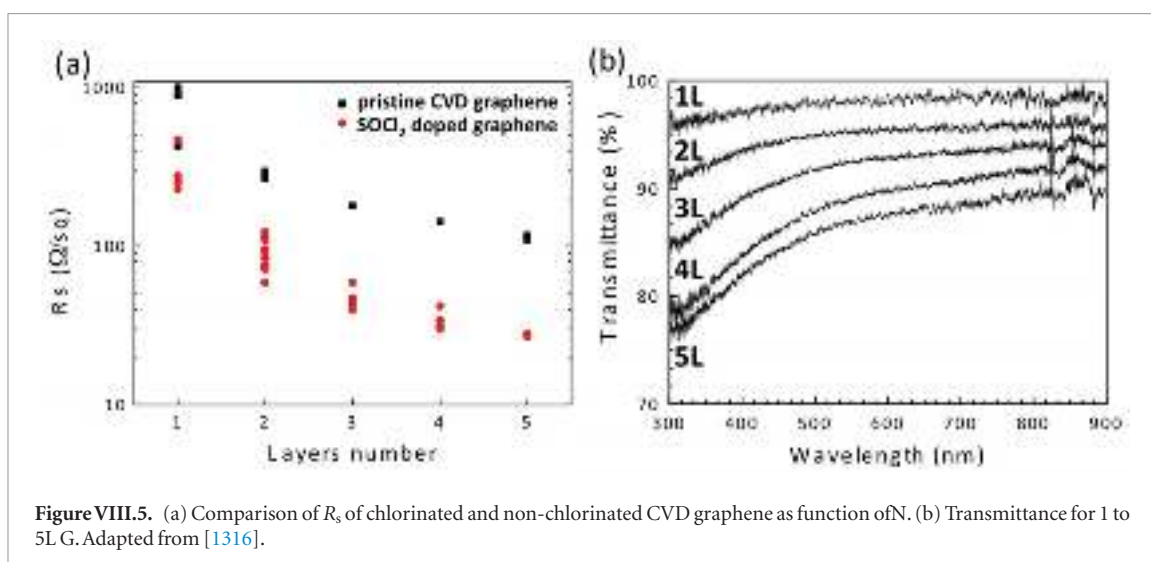 (a)
1000
100
10
Rs (Ω/sq)
pristine CVD graphene
SOCl₂ doped graphene
1 2 3 4 5
Layers number
(b)
100
90
80
70
Transmittance (%)
1L
2L
3L
4L
5L
300 400 500 600 700 800 900
Wavelength (nm)
Figure VIII.5. (a) Comparison of Rₛ of chlorinated and non-chlorinated CVD graphene as function ofN. (b) Transmittance for 1 to
5L G. Adapted from [1316].